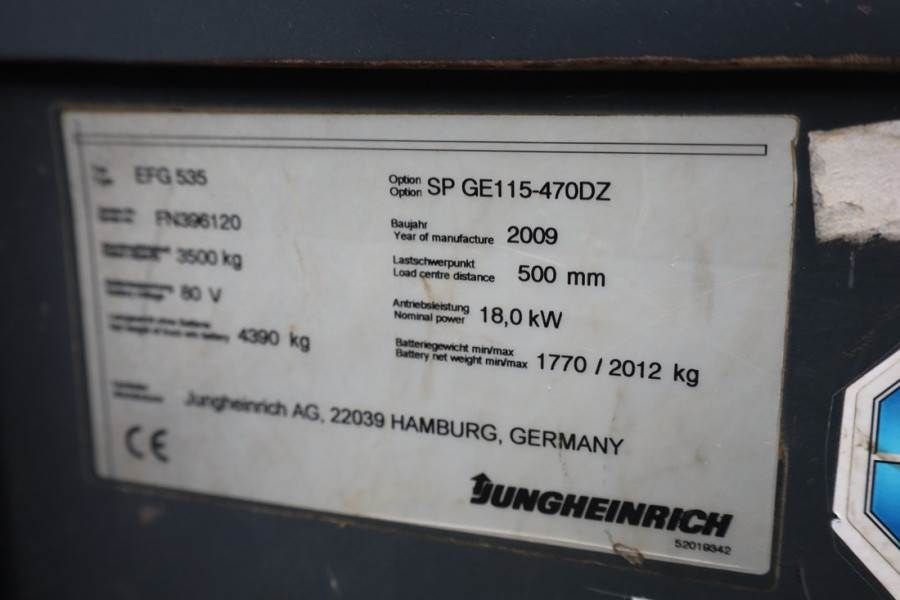 EFG 535
Option
Option SP GE115-470DZ
FN396120
Baujahr
Year of manufacture 2009
3500 kg
Lastschwerpunkt
Load centre distance 500 mm
80 V
Antriebsleistung
Nominal power 18,0 kW
4390 kg
Batteriegewicht min/max
Battery net weight min/max 1770 / 2012 kg
Jungheinrich AG, 22039 HAMBURG, GERMANY
CE
JUNGHEINRICH
52019342